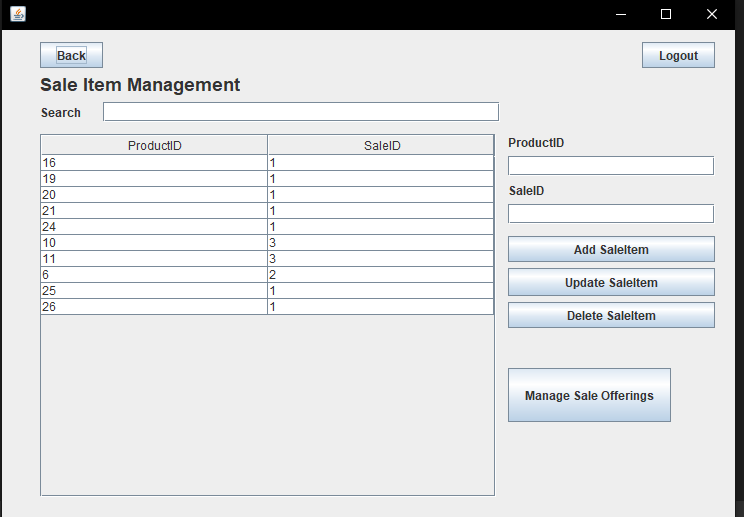 Back
Logout
Sale Item Management
Search
ProductID SaleID
16 1
19 1
20 1
21 1
24 1
10 3
11 3
6 2
25 1
26 1
ProductID
SaleID
Add SaleItem
Update SaleItem
Delete SaleItem
Manage Sale Offerings